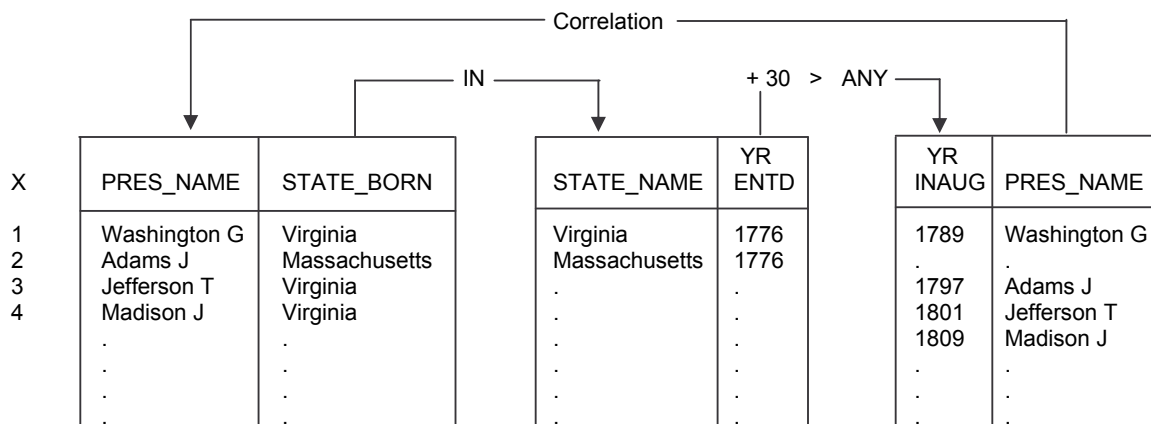 Correlation
IN + 30 > ANY
YR YR
X PRES_NAME STATE_BORN STATE_NAME ENTD INAUG PRES_NAME
1 Washington G Virginia Virginia 1776 1789 Washington G
2 Adams J Massachusetts Massachusetts 1776 . .
3 Jefferson T Virginia . . 1797 Adams J
4 Madison J Virginia . . 1801 Jefferson T
. . . . 1809 Madison J
. . . . . .
. . . . . .
. . . . . .